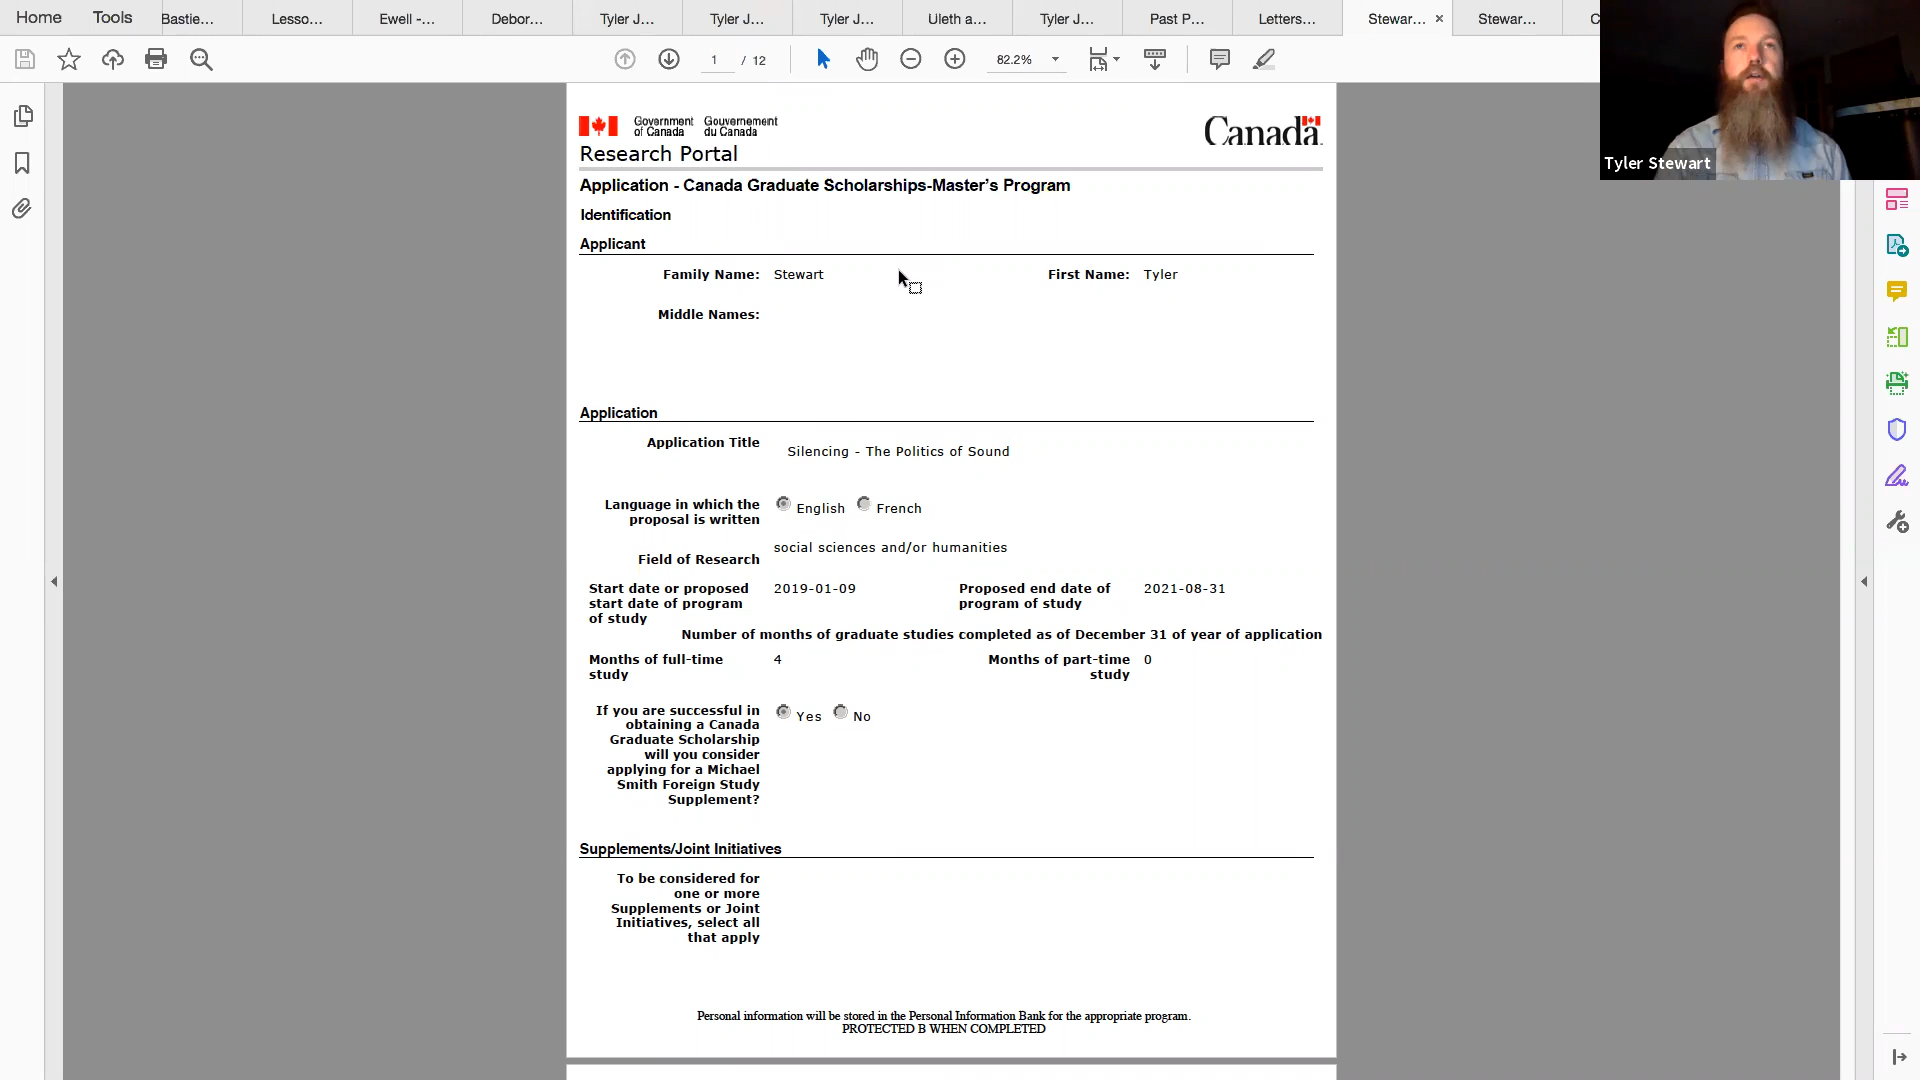 Home Tools Bastie... Lesso... Ewell -... Debor... Tyler J... Tyler J... Tyler J... Uleth a... Tyler J... Past P... Letters... Stewar... × Stewar... C
1 / 12 82.2%
Tyler Stewart
Government of Canada
Gouvernement du Canada
Canada
Research Portal
Application - Canada Graduate Scholarships-Master's Program
Identification
Applicant
Family Name: Stewart First Name: Tyler
Middle Names:
Application
Application Title
Silencing - The Politics of Sound
Language in which the
proposal is written
English French
Field of Research
social sciences and/or humanities
Start date or proposed
start date of program
of study
2019-01-09
Proposed end date of
program of study
2021-08-31
Number of months of graduate studies completed as of December 31 of year of application
Months of full-time
study
4
Months of part-time
study
0
If you are successful in
obtaining a Canada
Graduate Scholarship
will you consider
applying for a Michael
Smith Foreign Study
Supplement?
Yes No
Supplements/Joint Initiatives
To be considered for
one or more
Supplements or Joint
Initiatives, select all
that apply
Personal information will be stored in the Personal Information Bank for the appropriate program.
PROTECTED B WHEN COMPLETED